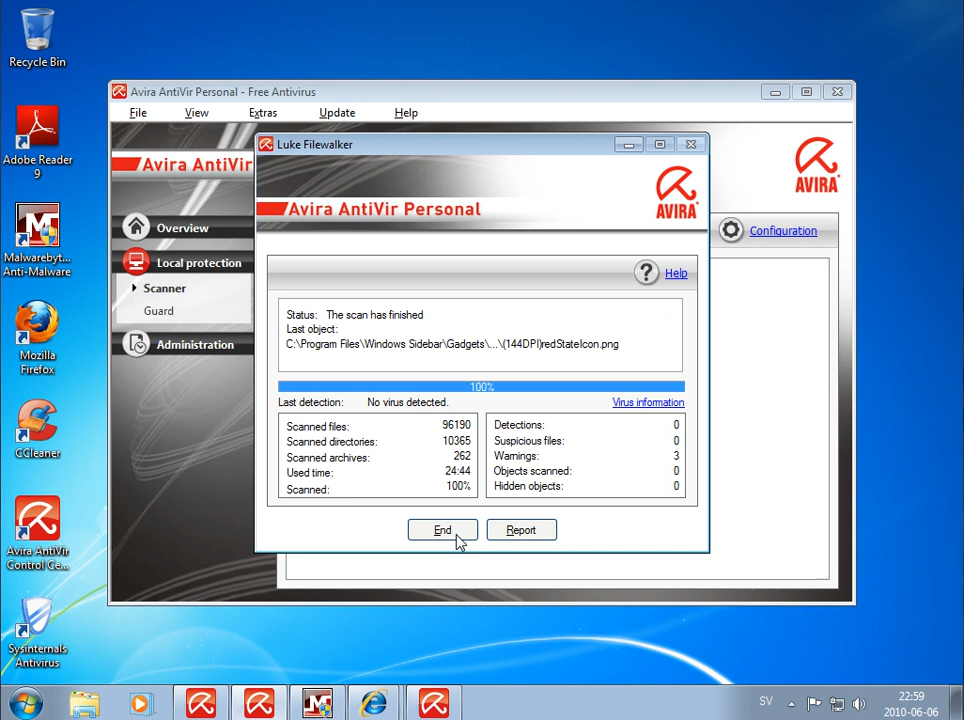 Recycle Bin
Adobe Reader
9
Malwarebyt...
Anti-Malware
Mozilla
Firefox
CCleaner
Avira AntiVir
Control Ce...
Sysinternals
Antivirus
Avira AntiVir Personal - Free Antivirus
File View Extras Update Help
Avira AntiVir
AVIRA
Overview
Local protection
Scanner
Guard
Administration
Configuration
Luke Filewalker
Avira AntiVir Personal
AVIRA
Help
Status: The scan has finished
Last object:
C:\Program Files\Windows Sidebar\Gadgets\...\(144DPI)redStateIcon.png
100%
Last detection: No virus detected. Virus information
Scanned files: 96190
Scanned directories: 10365
Scanned archives: 262
Used time: 24:44
Scanned: 100%
Detections: 0
Suspicious files: 0
Warnings: 3
Objects scanned: 0
Hidden objects: 0
End Report
SV
22:59
2010-06-06